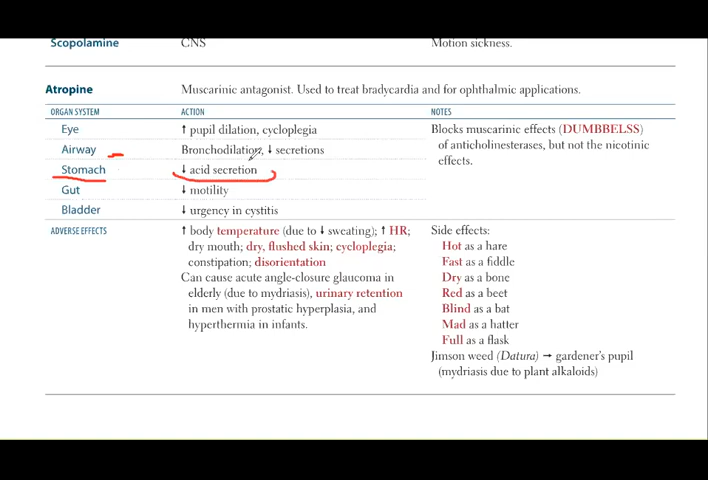 Scopolamine CNS Motion sickness.
Atropine Muscarinic antagonist. Used to treat bradycardia and for ophthalmic applications.
ORGAN SYSTEM ACTION NOTES
Eye ↑ pupil dilation, cycloplegia Blocks muscarinic effects (DUMBBELSS)
Airway Bronchodilation, ↓ secretions of anticholinesterases, but not the nicotinic
Stomach ↓ acid secretion effects.
Gut ↓ motility
Bladder ↓ urgency in cystitis
ADVERSE EFFECTS ↑ body temperature (due to ↓ sweating); ↑ HR; Side effects:
dry mouth; dry, flushed skin; cycloplegia; Hot as a hare
constipation; disorientation Fast as a fiddle
Can cause acute angle-closure glaucoma in Dry as a bone
elderly (due to mydriasis), urinary retention Red as a beet
in men with prostatic hyperplasia, and Blind as a bat
hyperthermia in infants. Mad as a hatter
Full as a flask
Jimson weed (Datura) → gardener's pupil
(mydriasis due to plant alkaloids)